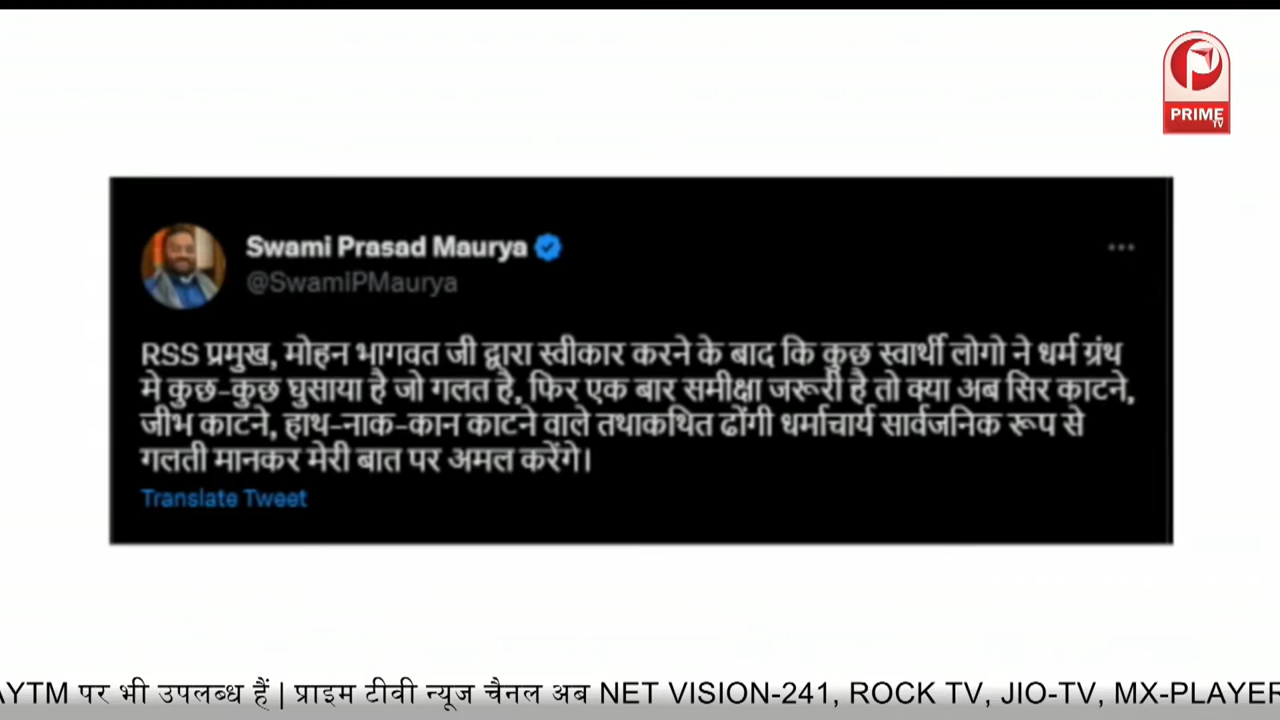 PRIME
TV
Swami Prasad Maurya
@SwamiPMaurya
RSS प्रमुख, मोहन भागवत जी द्वारा स्वीकार करने के बाद कि कुछ स्वार्थी लोगो ने धर्म ग्रंथ
मे कुछ-कुछ घुसाया है जो गलत है, फिर एक बार समीक्षा जरूरी है तो क्या अब सिर काटने,
जीभ काटने, हाथ-नाक-कान काटने वाले तथाकथित ढोंगी धर्माचार्य सार्वजनिक रूप से
गलती मानकर मेरी बात पर अमल करेंगे।
Translate Tweet
AYTM पर भी उपलब्ध हैं | प्राइम टीवी न्यूज चैनल अब NET VISION-241, ROCK TV, JIO-TV, MX-PLAYER